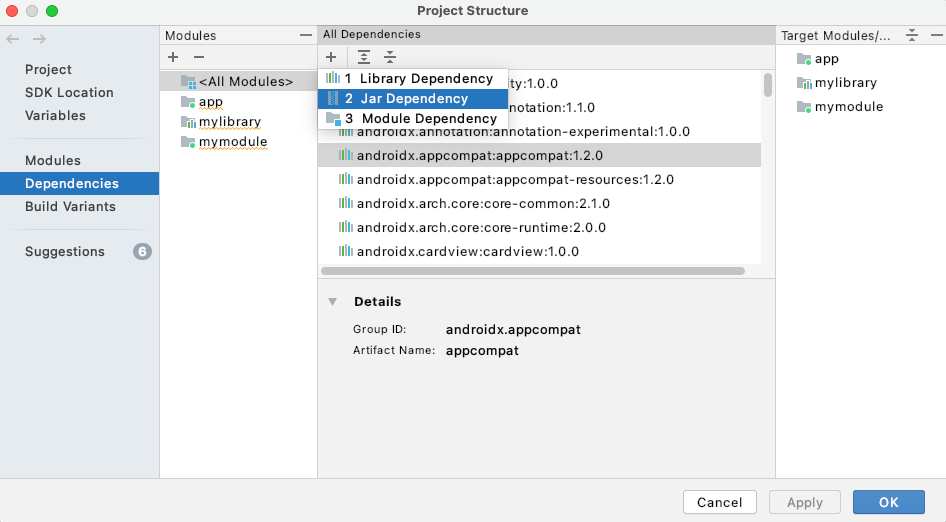 Project Structure
Project
SDK Location
Variables
Modules
Dependencies
Build Variants
Suggestions 6
Modules
<All Modules>
app
mylibrary
mymodule
All Dependencies
1 Library Dependency
2 Jar Dependency
3 Module Dependency
ity:1.0.0
notation:1.1.0
androidx.annotation:annotation-experimental:1.0.0
androidx.appcompat:appcompat:1.2.0
androidx.appcompat:appcompat-resources:1.2.0
androidx.arch.core:core-common:2.1.0
androidx.arch.core:core-runtime:2.0.0
androidx.cardview:cardview:1.0.0
Details
Group ID: androidx.appcompat
Artifact Name: appcompat
Target Modules/...
app
mylibrary
mymodule
Cancel
Apply
OK